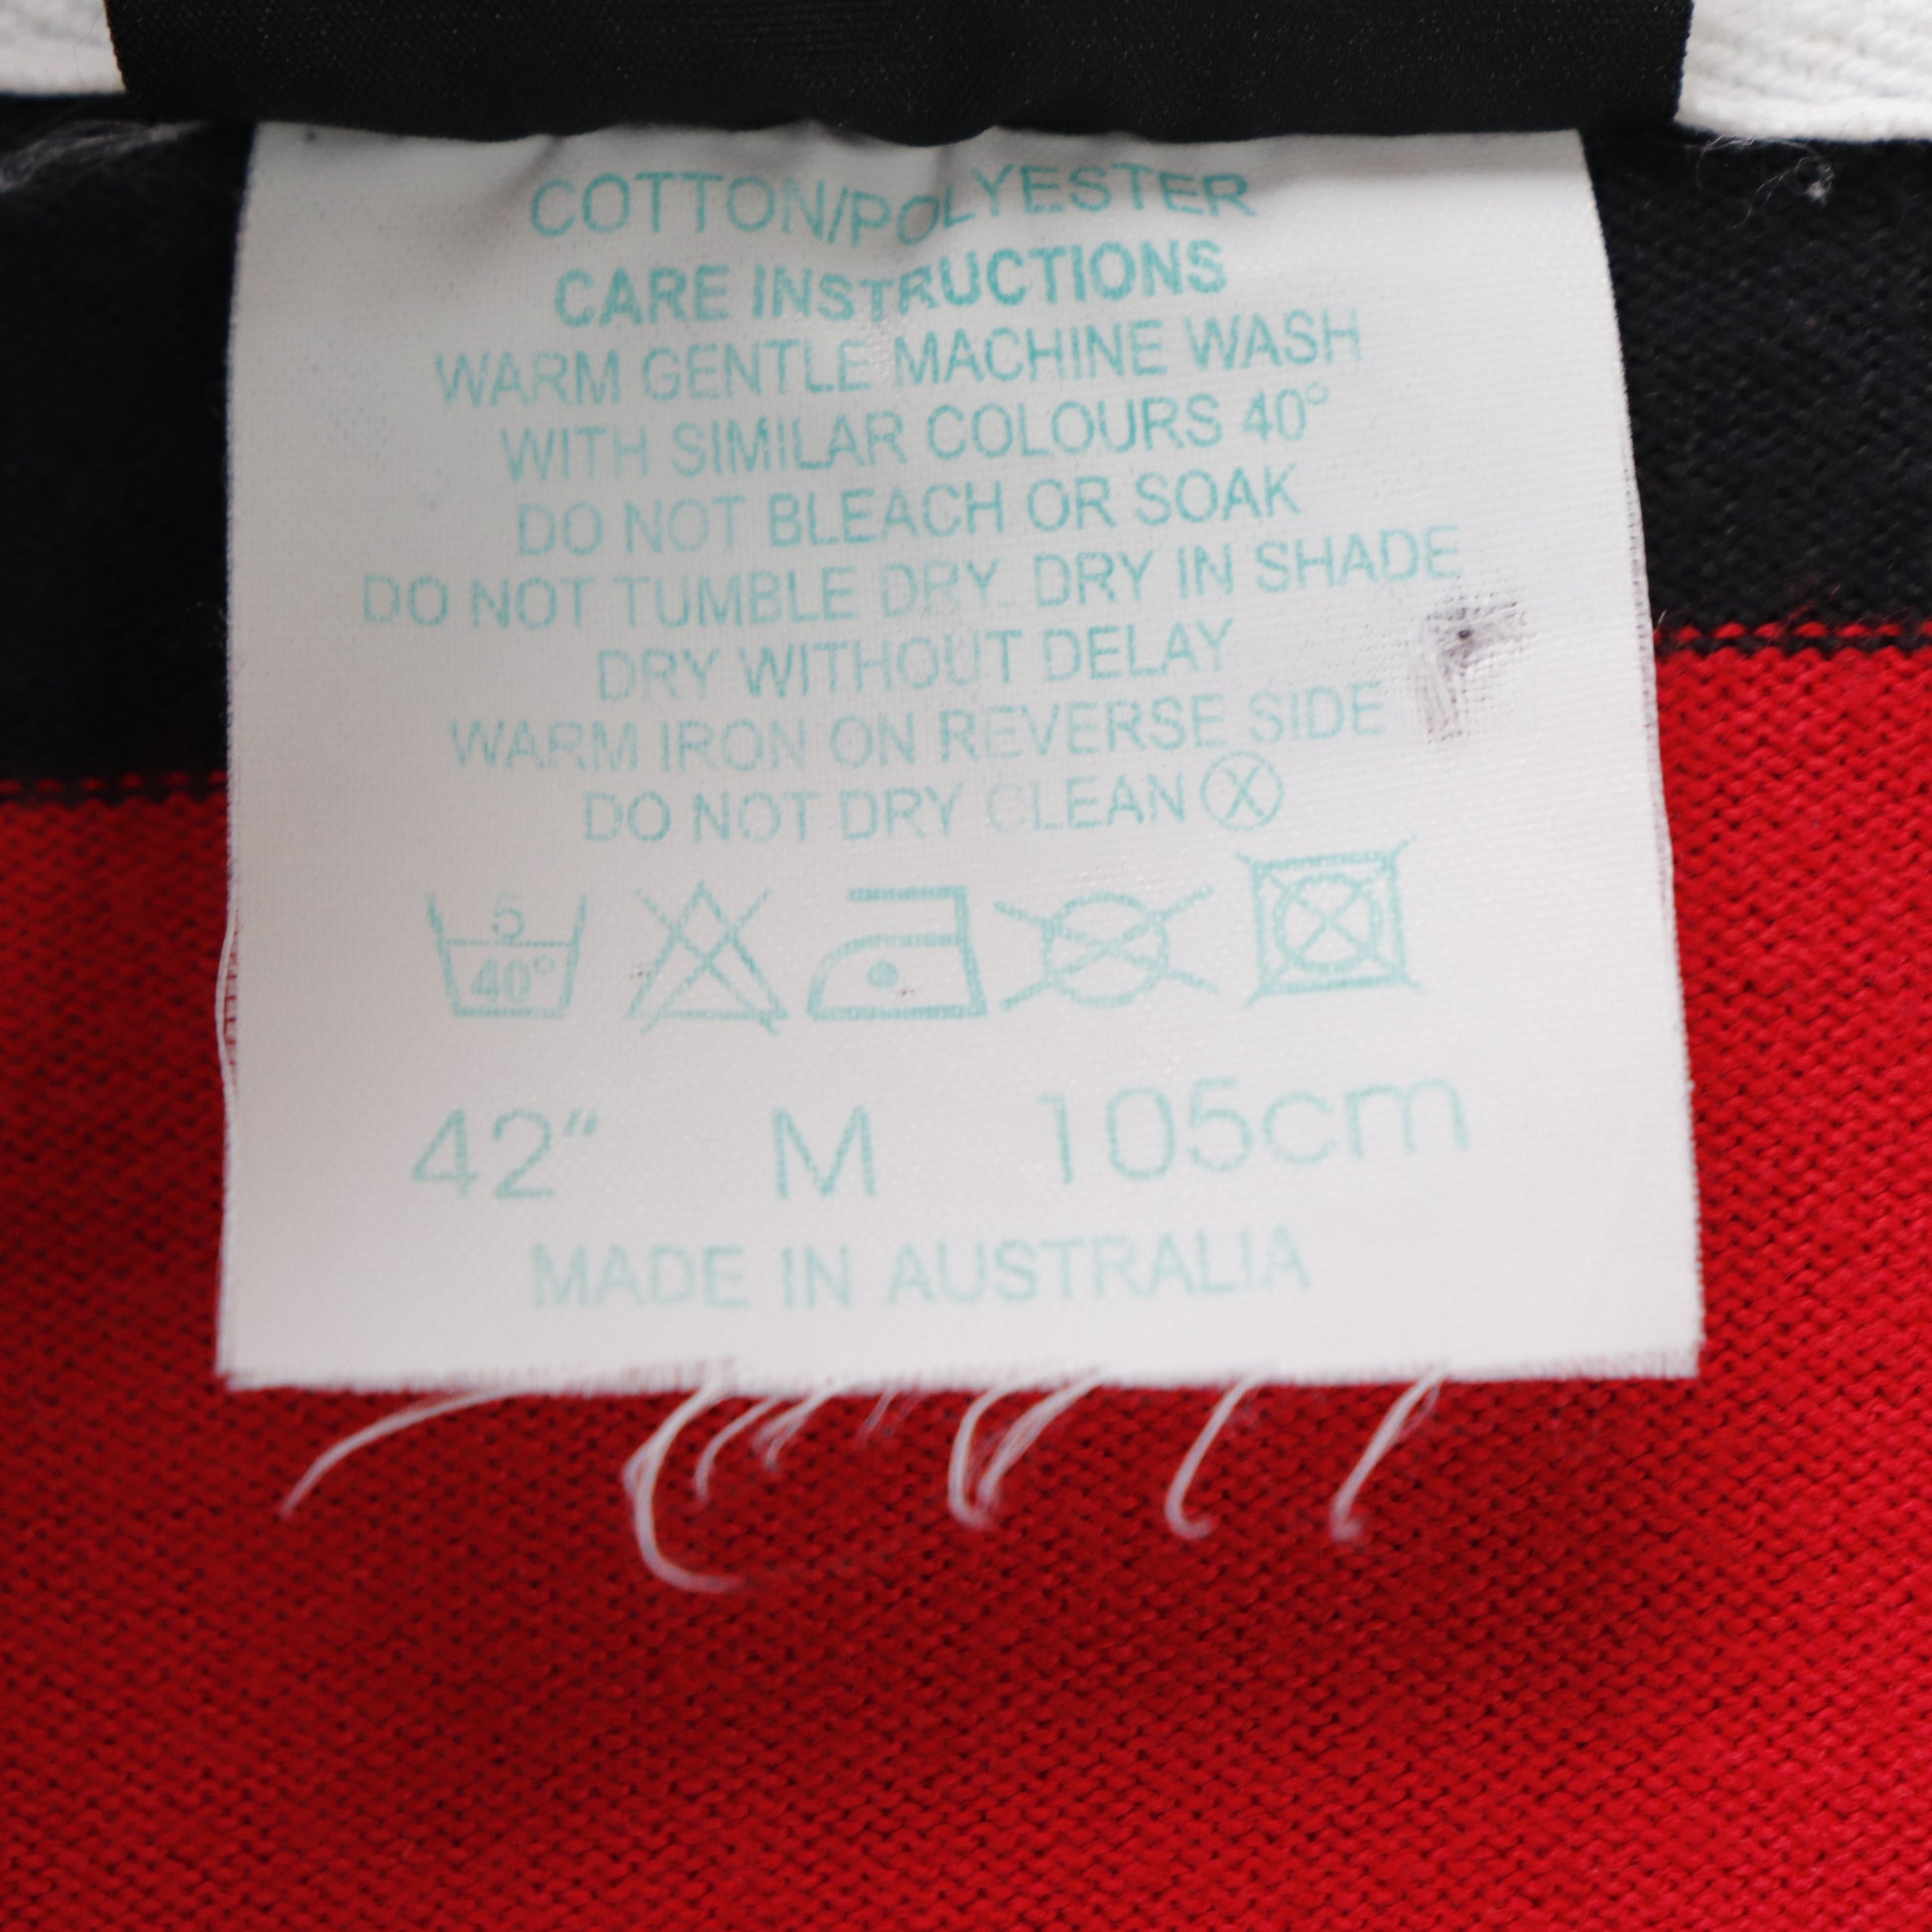 COTTON/POLYESTER
CARE INSTRUCTIONS
WARM GENTLE MACHINE WASH
WITH SIMILAR COLOURS 40°
DO NOT BLEACH OR SOAK
DO NOT TUMBLE DRY. DRY IN SHADE
DRY WITHOUT DELAY
WARM IRON ON REVERSE SIDE
DO NOT DRY CLEAN Ⓧ
5
40°
42" M 105cm
MADE IN AUSTRALIA